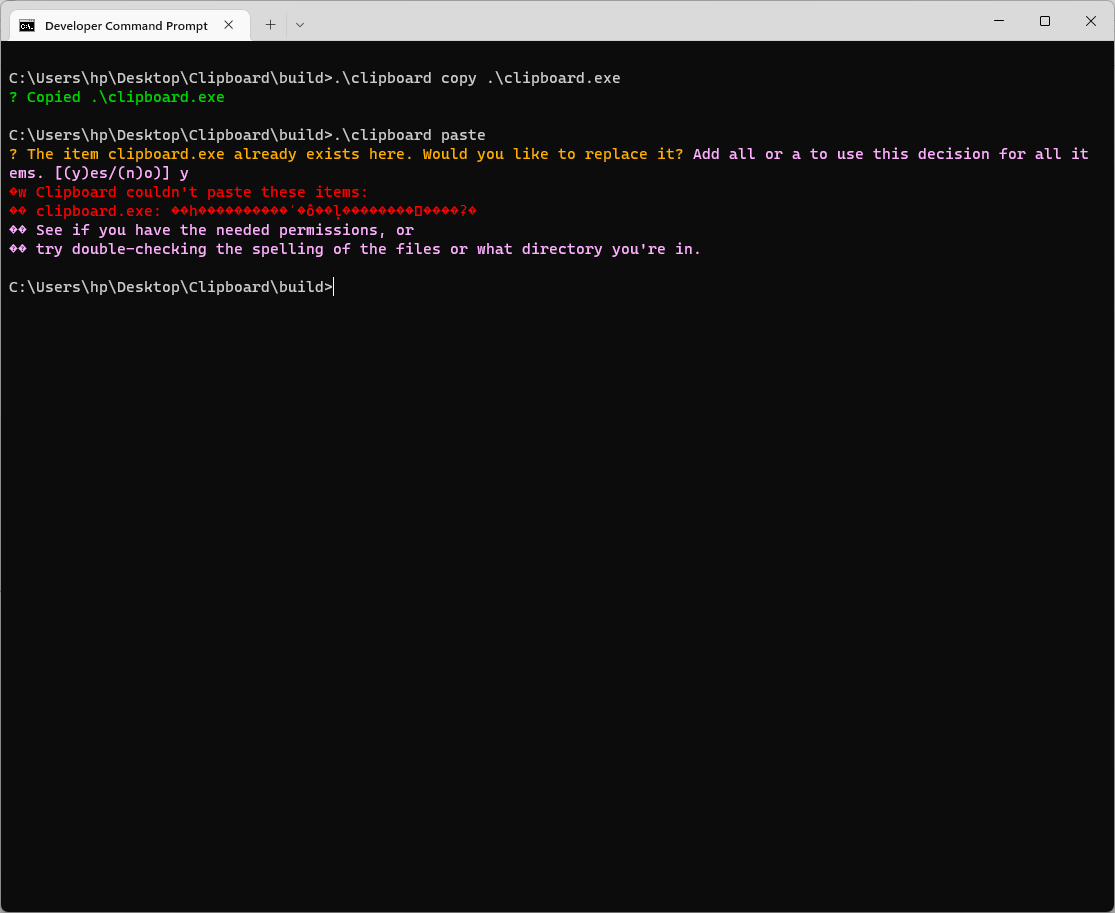 Developer Command Prompt
C:\Users\hp\Desktop\Clipboard\build>.\clipboard copy .\clipboard.exe
? Copied .\clipboard.exe
C:\Users\hp\Desktop\Clipboard\build>.\clipboard paste
? The item clipboard.exe already exists here. Would you like to replace it? Add all or a to use this decision for all it
ems. [(y)es/(n)o)] y
�w Clipboard couldn't paste these items:
�� clipboard.exe:
�� See if you have the needed permissions, or
�� try double-checking the spelling of the files or what directory you're in.
C:\Users\hp\Desktop\Clipboard\build>